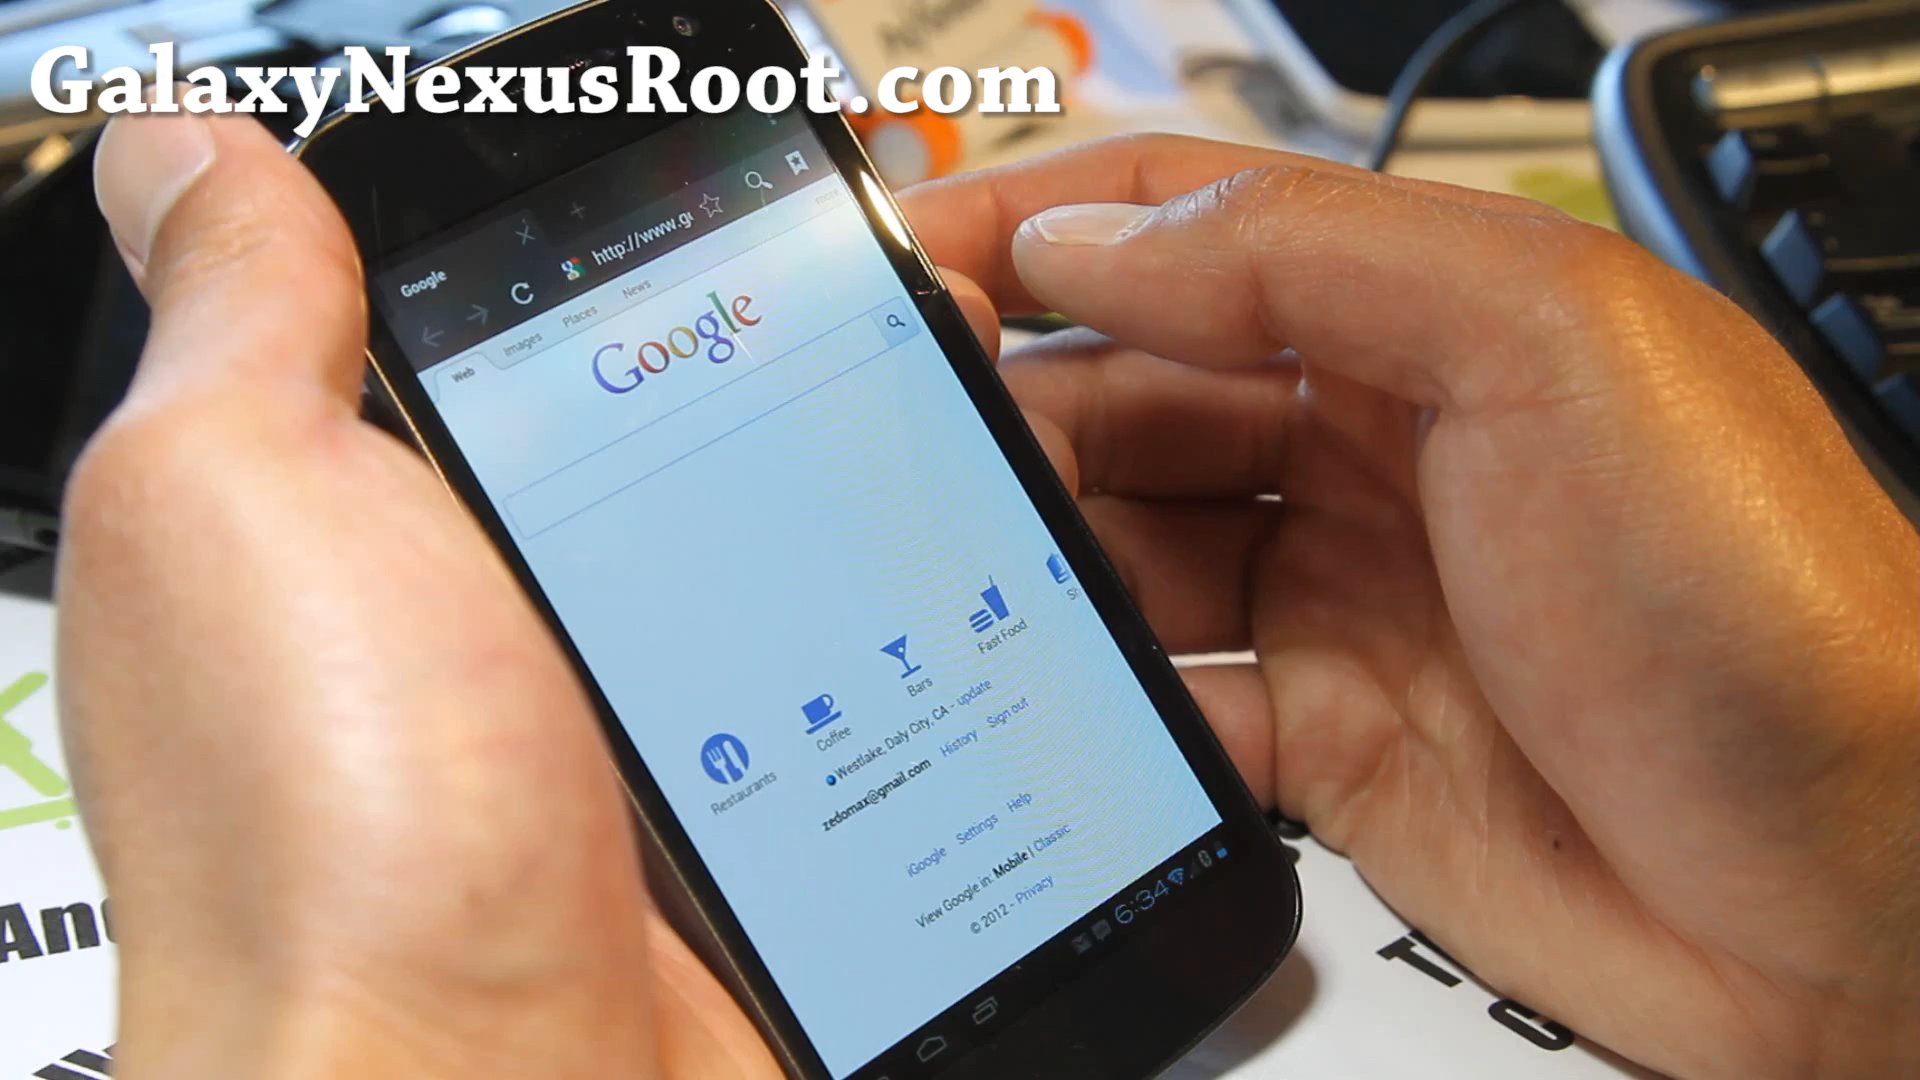 GalaxyNexusRoot.com
Google
http://www.go
more
Web Images Places News
Google
Restaurants Coffee Bars Fast Food
Westlake, Daly City, CA - update
zedomax@gmail.com History Sign out
iGoogle Settings Help
View Google in: Mobile | Classic
© 2012 - Privacy
6:34